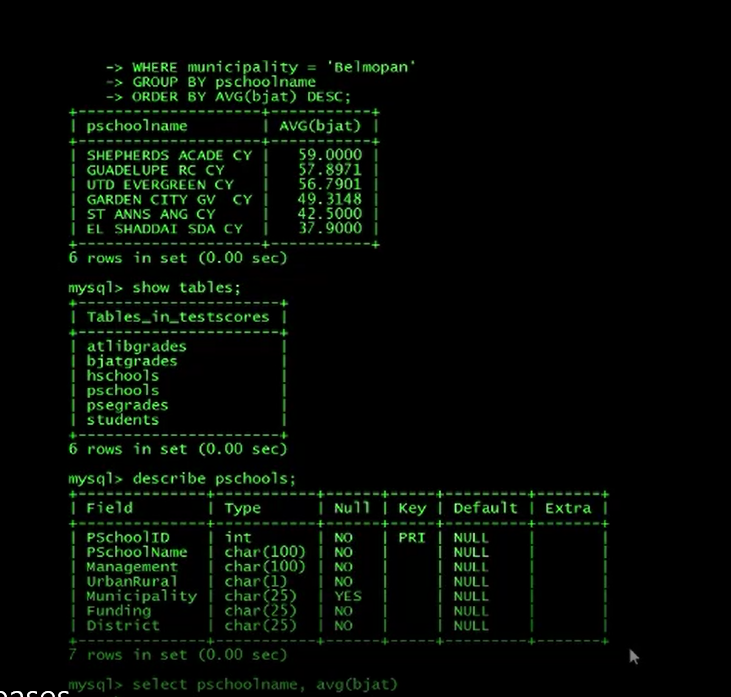 -> WHERE municipality = 'Belmopan'
-> GROUP BY pschoolname
-> ORDER BY AVG(bjat) DESC;
+----------------------+------------+
| pschoolname | AVG(bjat) |
+----------------------+------------+
| SHEPHERDS ACADE CY | 59.0000 |
| GUADELUPE RC CY | 57.8971 |
| UTD EVERGREEN CY | 56.7901 |
| GARDEN CITY GV  CY | 49.3148 |
| ST ANNS ANG CY | 42.5000 |
| EL SHADDAI SDA CY | 37.9000 |
+----------------------+------------+
6 rows in set (0.00 sec)
mysql> show tables;
+----------------------+
| Tables_in_testscores |
+----------------------+
| atlibgrades |
| bjatgrades |
| hschools |
| pschools |
| psegrades |
| students |
+----------------------+
6 rows in set (0.00 sec)
mysql> describe pschools;
+--------------+-----------+------+-----+---------+-------+
| Field | Type | Null | Key | Default | Extra |
+--------------+-----------+------+-----+---------+-------+
| PSchoolID | int | NO | PRI | NULL | |
| PSchoolName | char(100) | NO | | NULL | |
| Management | char(100) | NO | | NULL | |
| UrbanRural | char(1) | NO | | NULL | |
| Municipality | char(25) | YES | | NULL | |
| Funding | char(25) | NO | | NULL | |
| District | char(25) | NO | | NULL | |
+--------------+-----------+------+-----+---------+-------+
7 rows in set (0.00 sec)
mysql> select pschoolname, avg(bjat)